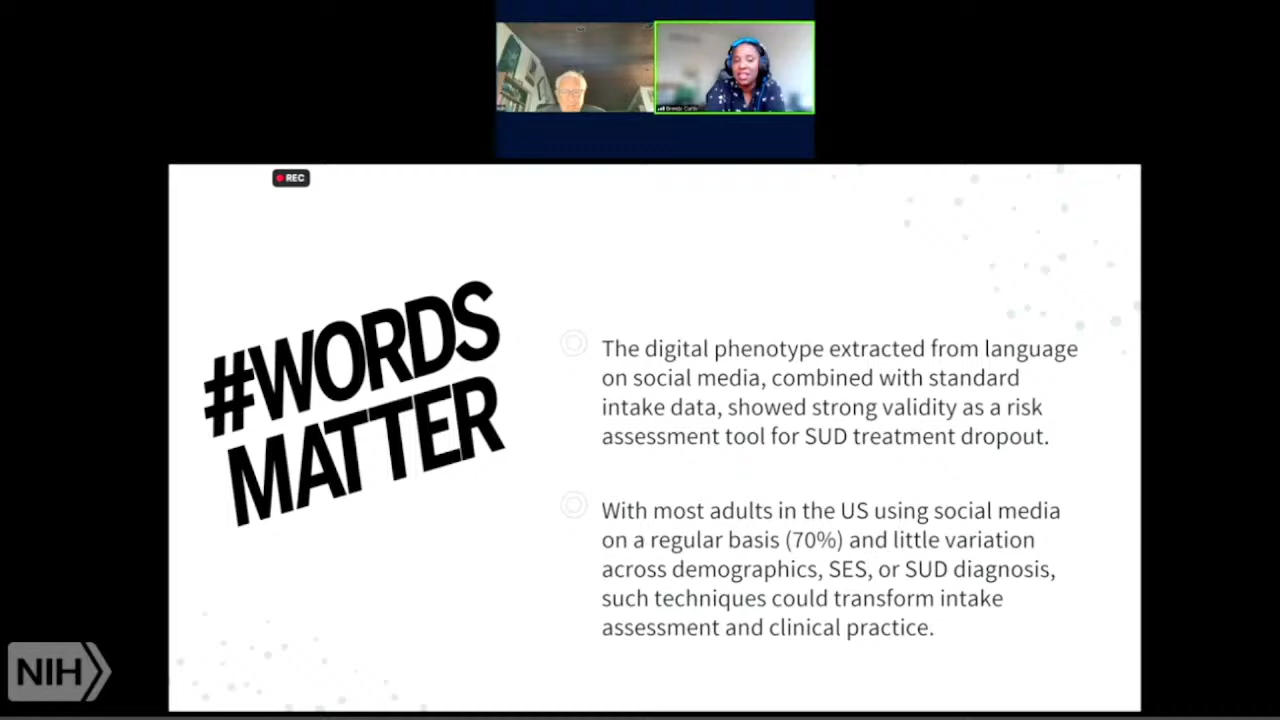 Brenda Curtis
REC
#WORDS
MATTER
The digital phenotype extracted from language
on social media, combined with standard
intake data, showed strong validity as a risk
assessment tool for SUD treatment dropout.
With most adults in the US using social media
on a regular basis (70%) and little variation
across demographics, SES, or SUD diagnosis,
such techniques could transform intake
assessment and clinical practice.
NIH